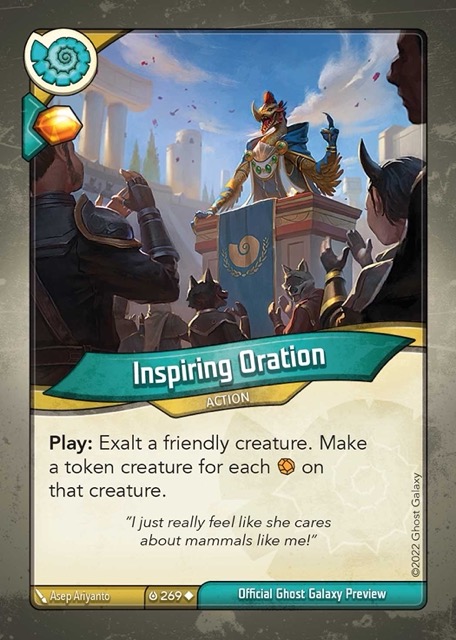 Inspiring Oration
ACTION
Play: Exalt a friendly creature. Make
a token creature for each on
that creature.
"I just really feel like she cares
about mammals like me!"
©2022 Ghost Galaxy
Asep Ariyanto
269
Official Ghost Galaxy Preview